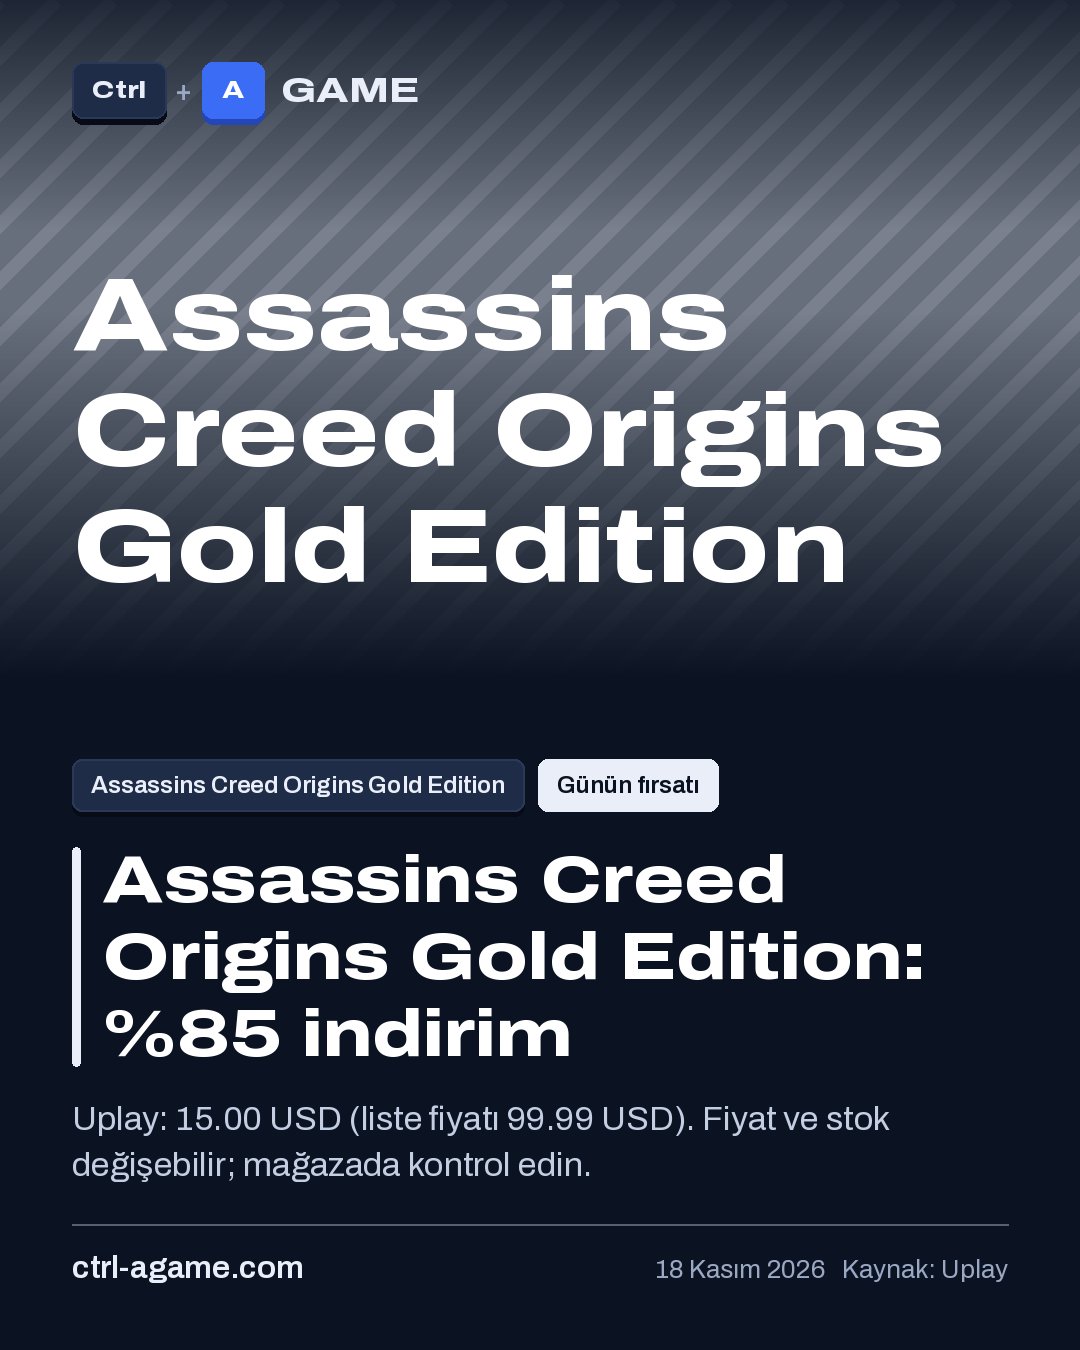 Ctrl + A GAME
Assassins
Creed Origins
Gold Edition
Assassins Creed Origins Gold Edition Günün fırsatı
Assassins Creed
Origins Gold Edition:
%85 indirim
Uplay: 15.00 USD (liste fiyatı 99.99 USD). Fiyat ve stok
değişebilir; mağazada kontrol edin.
ctrl-agame.com 18 Kasım 2026 Kaynak: Uplay